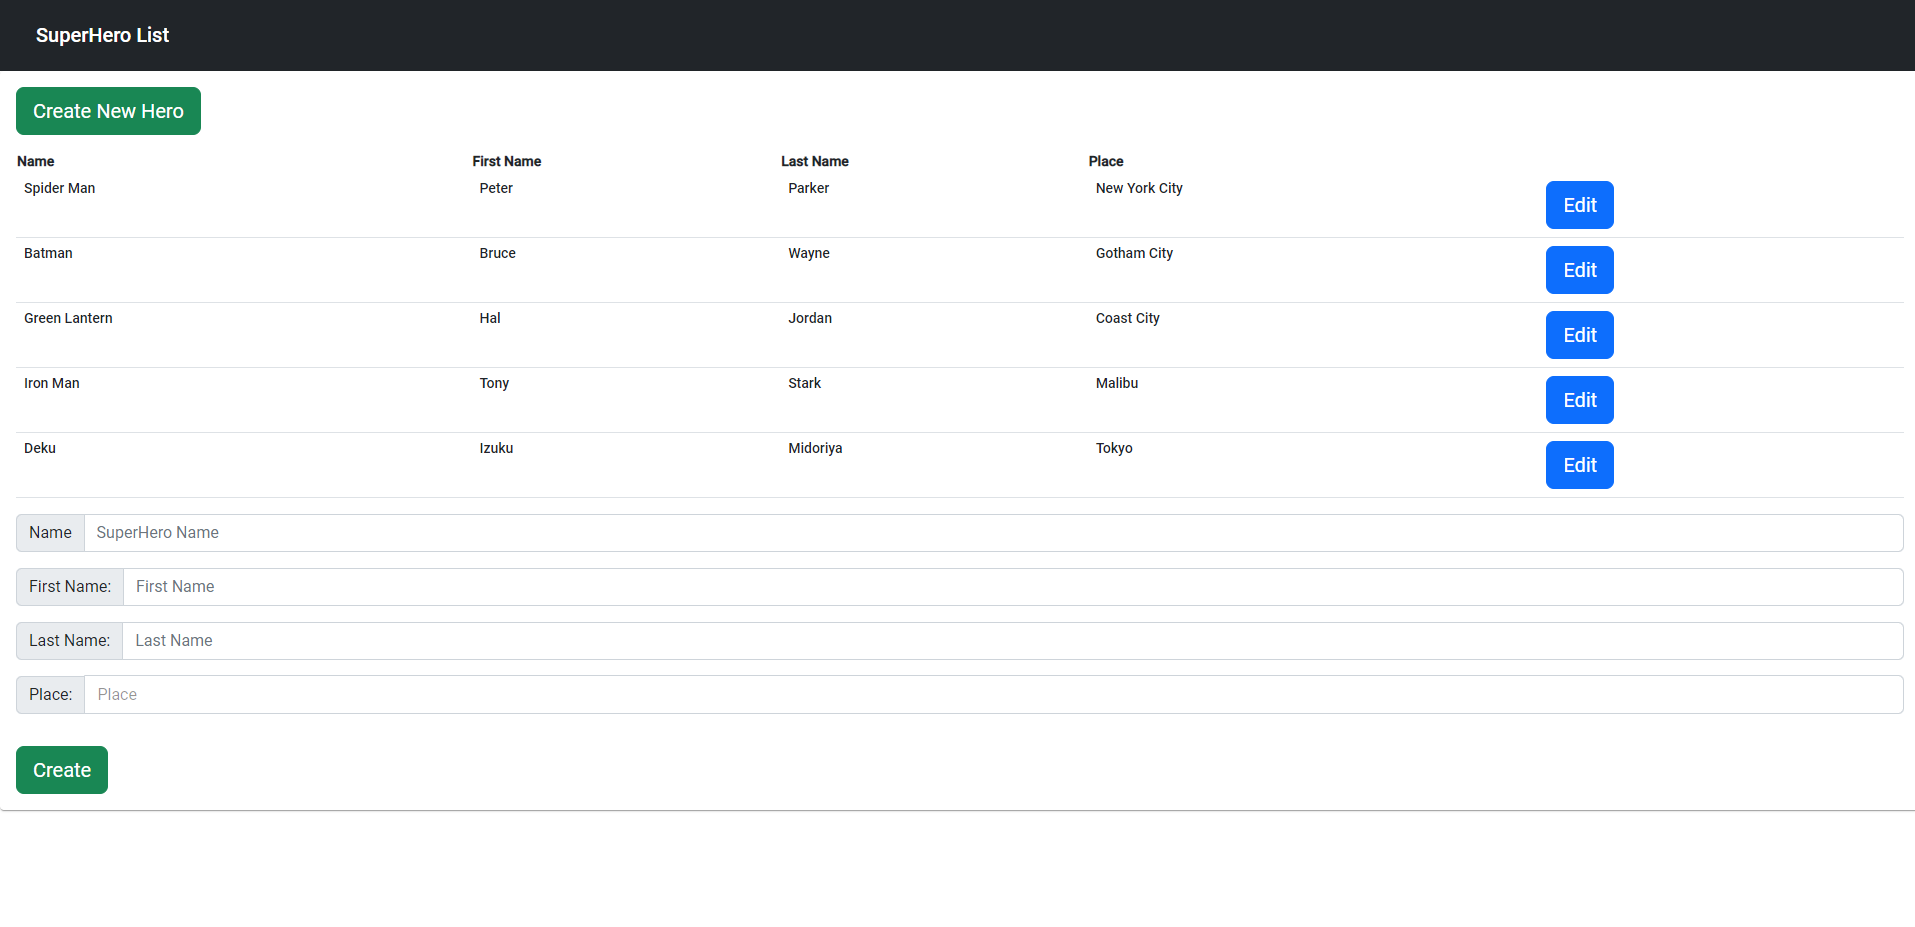 SuperHero List
Create New Hero
Name First Name Last Name Place
Spider Man Peter Parker New York City Edit
Batman Bruce Wayne Gotham City Edit
Green Lantern Hal Jordan Coast City Edit
Iron Man Tony Stark Malibu Edit
Deku Izuku Midoriya Tokyo Edit
Name SuperHero Name
First Name: First Name
Last Name: Last Name
Place: Place
Create